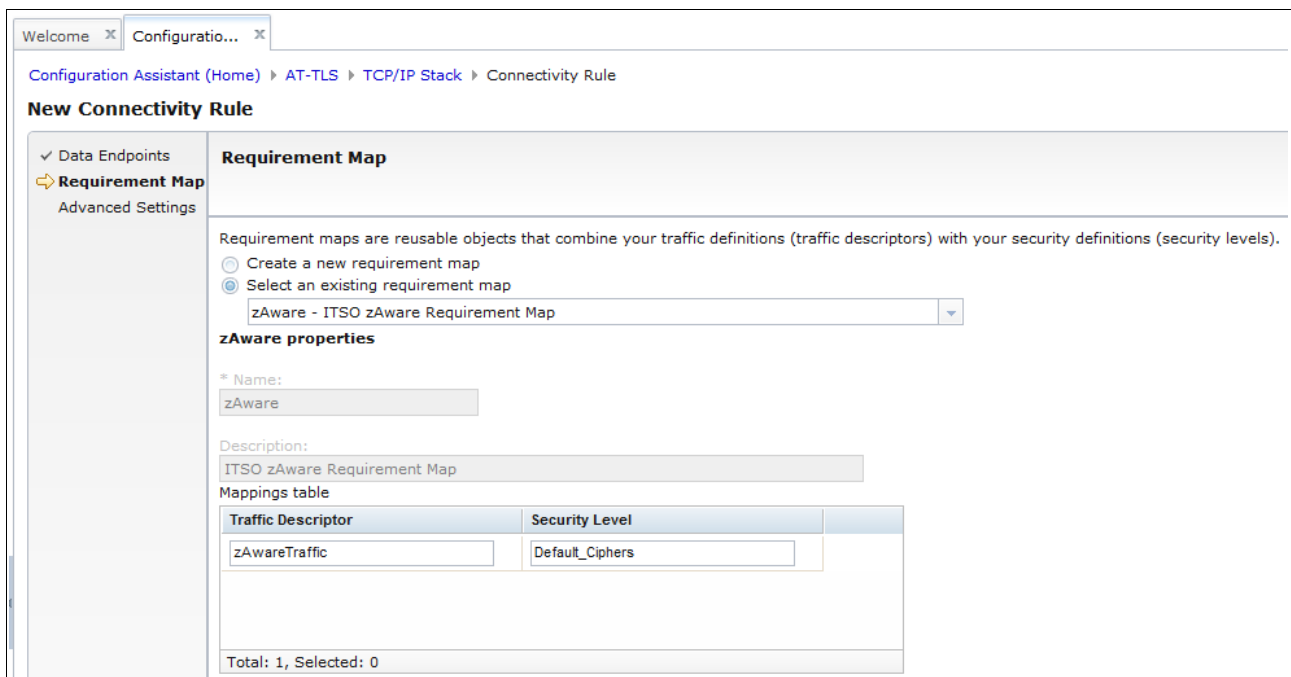 Welcome x Configuratio... x
Configuration Assistant (Home) AT-TLS TCP/IP Stack Connectivity Rule
New Connectivity Rule
✓ Data Endpoints
Requirement Map
Advanced Settings
Requirement Map
Requirement maps are reusable objects that combine your traffic definitions (traffic descriptors) with your security definitions (security levels).
Create a new requirement map
Select an existing requirement map
zAware - ITSO zAware Requirement Map
zAware properties
* Name:
zAware
Description:
ITSO zAware Requirement Map
Mappings table
Traffic Descriptor Security Level
zAwareTraffic Default_Ciphers
Total: 1, Selected: 0